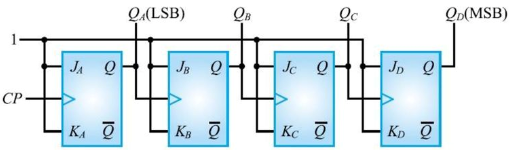 Q_A(LSB) Q_B Q_C Q_D(MSB)
1
J_A Q J_B Q J_C Q J_D Q
CP
K_A Q̅ K_B Q̅ K_C Q̅ K_D Q̅